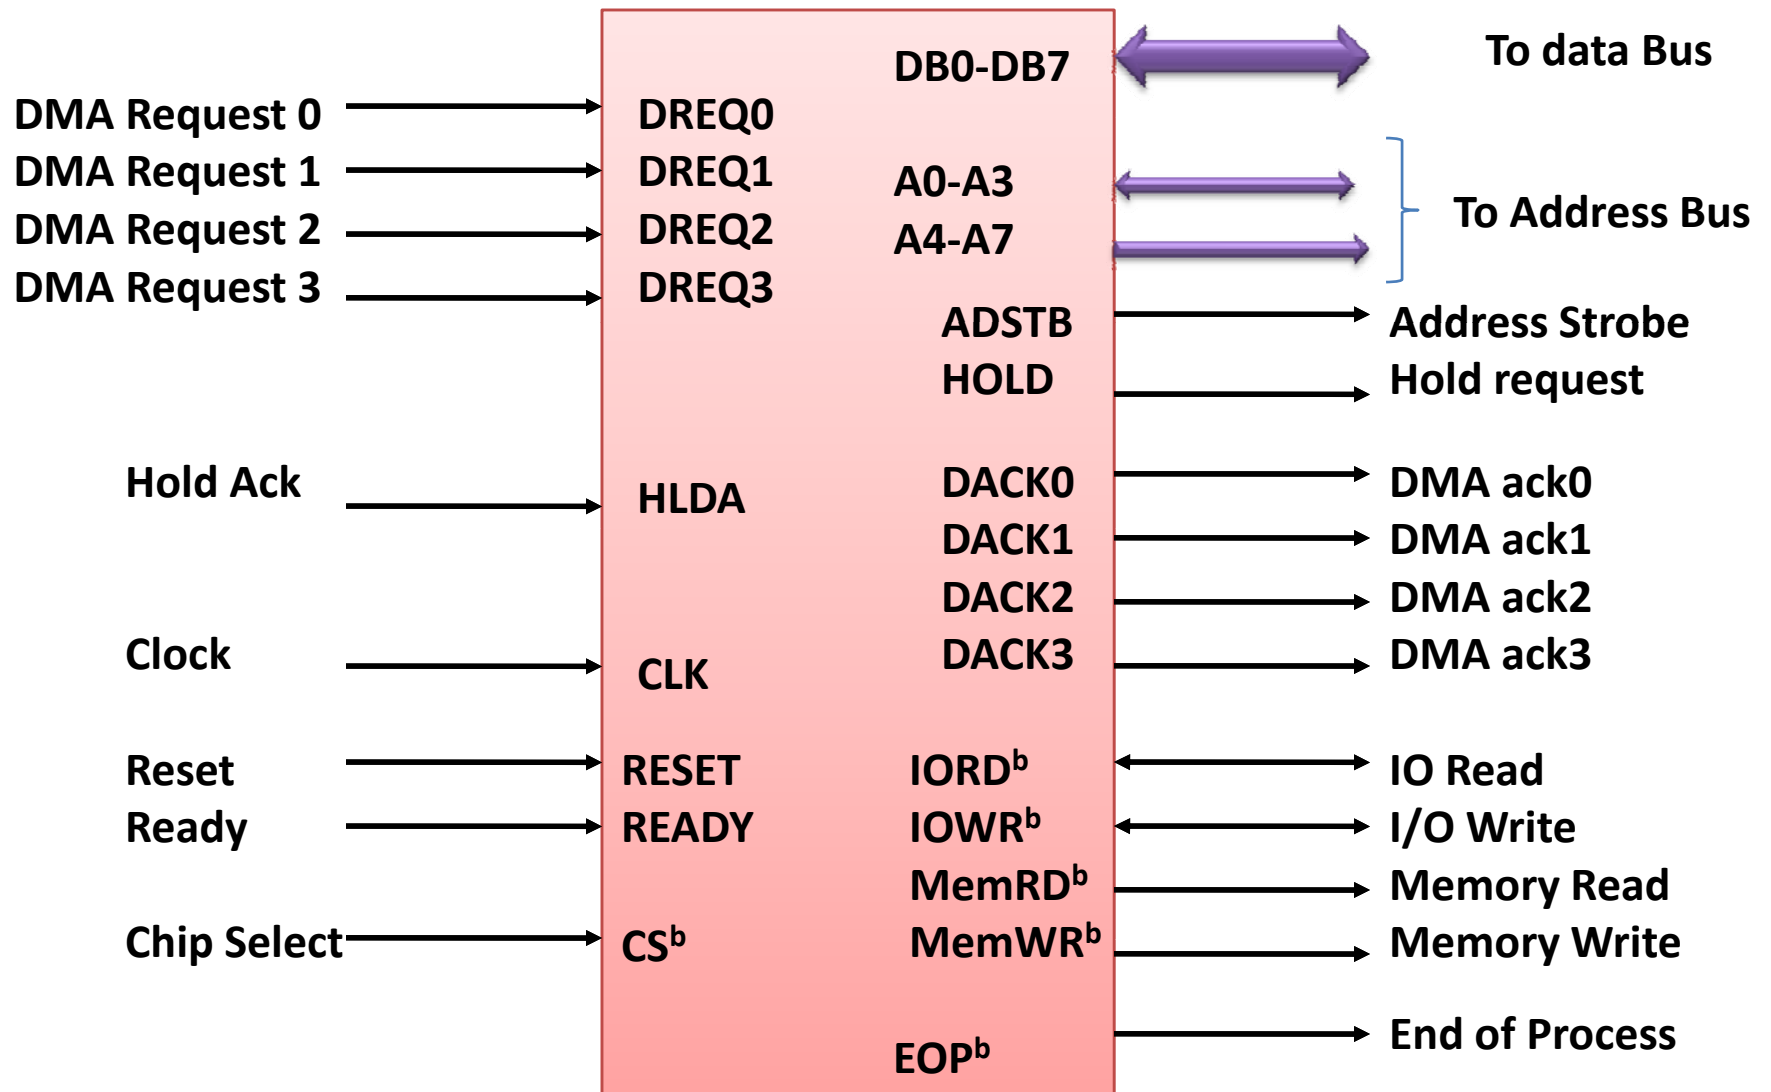 DB0-DB7 To data Bus
DMA Request 0 DREQ0
DMA Request 1 DREQ1 A0-A3
DMA Request 2 DREQ2 A4-A7 To Address Bus
DMA Request 3 DREQ3
ADSTB Address Strobe
HOLD Hold request
Hold Ack HLDA DACK0 DMA ack0
DACK1 DMA ack1
DACK2 DMA ack2
Clock CLK DACK3 DMA ack3
Reset RESET IORDᵇ IO Read
Ready READY IOWRᵇ I/O Write
MemRDᵇ Memory Read
Chip Select CSᵇ MemWRᵇ Memory Write
EOPᵇ End of Process